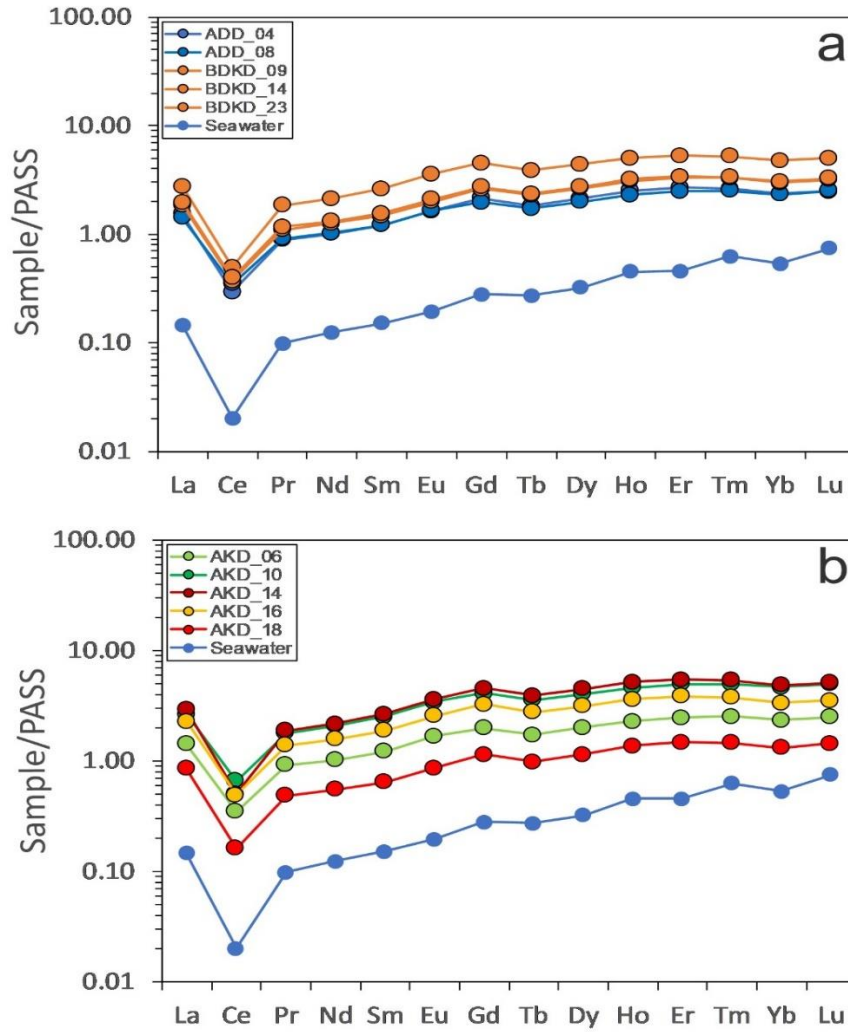 100.00
ADD_04
ADD_08
BDKD_09
BDKD_14
BDKD_23
Seawater
a
10.00
1.00
0.10
0.01
Sample/PASS
La Ce Pr Nd Sm Eu Gd Tb Dy Ho Er Tm Yb Lu
100.00
AKD_06
AKD_10
AKD_14
AKD_16
AKD_18
Seawater
b
10.00
1.00
0.10
0.01
Sample/PASS
La Ce Pr Nd Sm Eu Gd Tb Dy Ho Er Tm Yb Lu